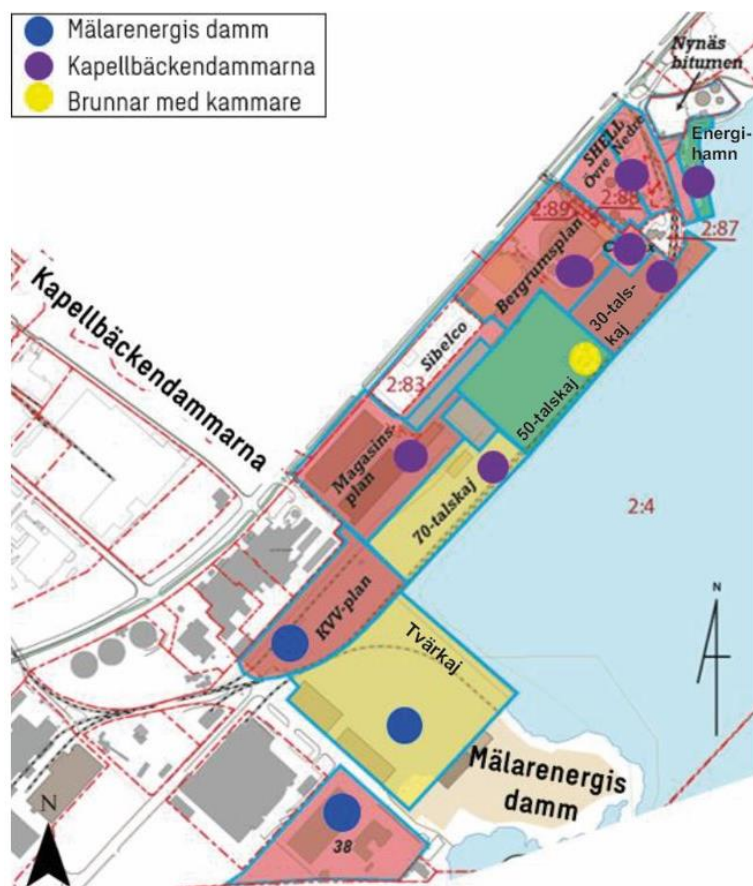 Mälarenergis damm
Kapellbäckendammarna
Brunnar med kammare
Nynäs
bitumen
Energi-
hamn
SHELL
Övre Nedre
2:88
2:89
2:87
Bergrumsplan
30-tals-
kaj
Sibelco
2:83
50-talskaj
Kapellbäckendammarna
Magasins-
plan
70-talskaj
2:4
KVV-plan
Tvärkaj
N
Mälarenergis
damm
N
38